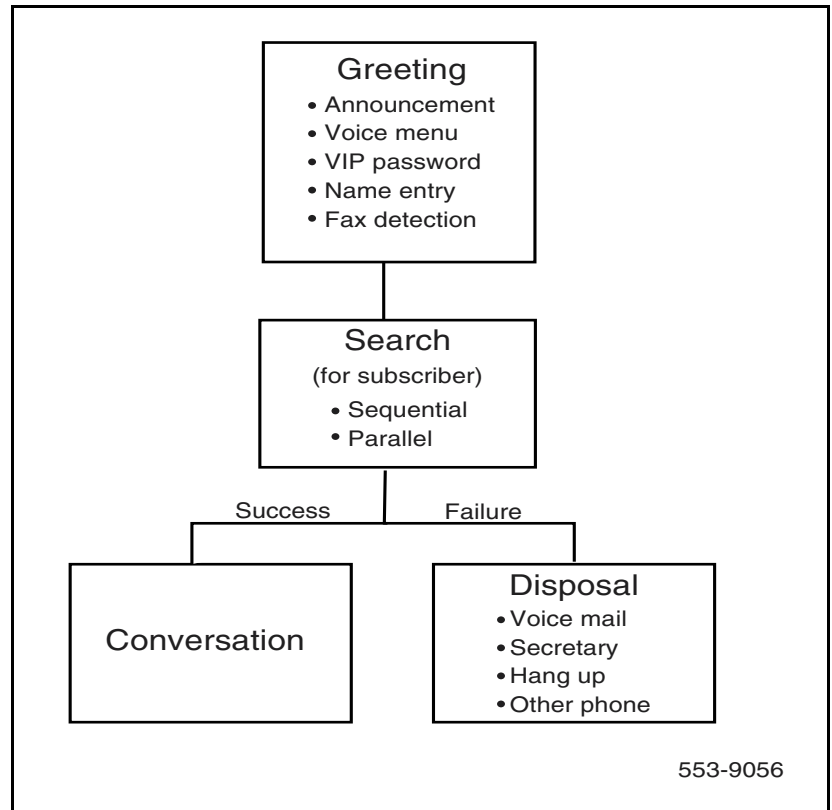 Greeting
• Announcement
• Voice menu
• VIP password
• Name entry
• Fax detection
Search
(for subscriber)
• Sequential
• Parallel
Success
Failure
Conversation
Disposal
• Voice mail
• Secretary
• Hang up
• Other phone
553-9056